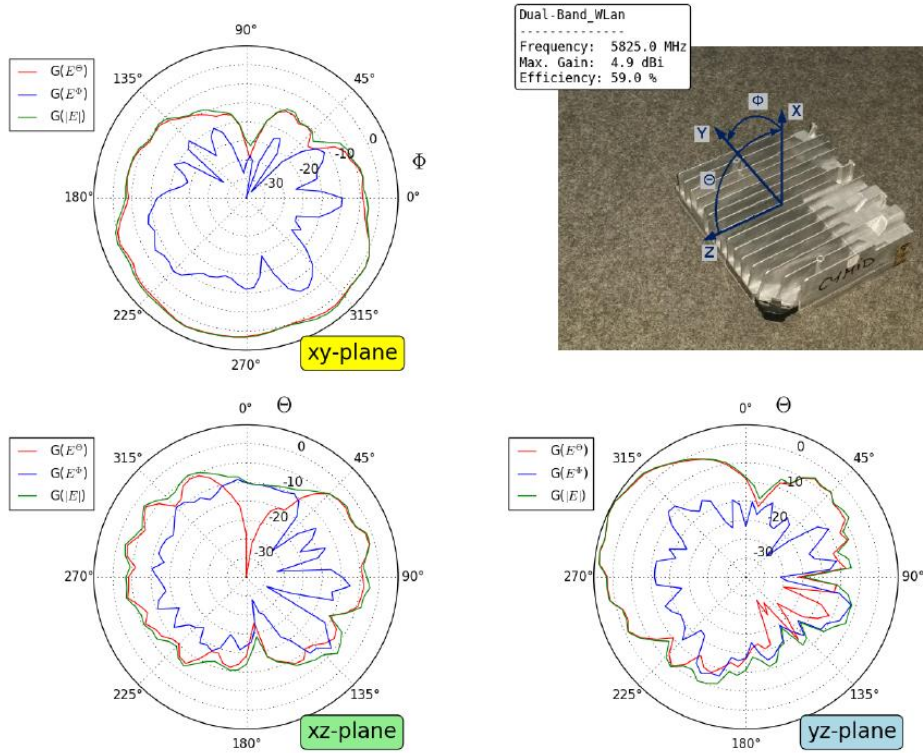 90°
135°
45°
180°
0°
225°
315°
270°
0
-10
-20
-30
Φ
G(E^Θ)
G(E^Φ)
G(|E|)
xy-plane
Dual-Band_WLan
--------------
Frequency: 5825.0 MHz
Max. Gain: 4.9 dBi
Efficiency: 59.0 %
Φ
X
Y
Θ
Z
0° Θ
315°
45°
270°
90°
225°
135°
180°
0
-10
-20
-30
G(E^Θ)
G(E^Φ)
G(|E|)
xz-plane
0° Θ
315°
45°
270°
90°
225°
135°
180°
0
-10
-20
-30
G(E^Θ)
G(E^Φ)
G(|E|)
yz-plane